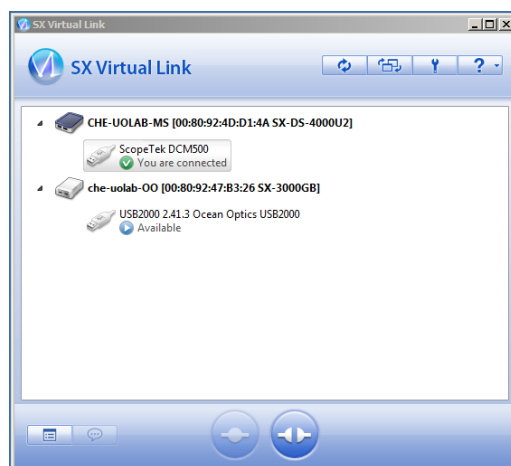 SX Virtual Link
SX Virtual Link
?
CHE-UOLAB-MS [00:80:92:4D:D1:4A SX-DS-4000U2]
ScopeTek DCM500
You are connected
che-uolab-OO [00:80:92:47:B3:26 SX-3000GB]
USB2000 2.41.3 Ocean Optics USB2000
Available